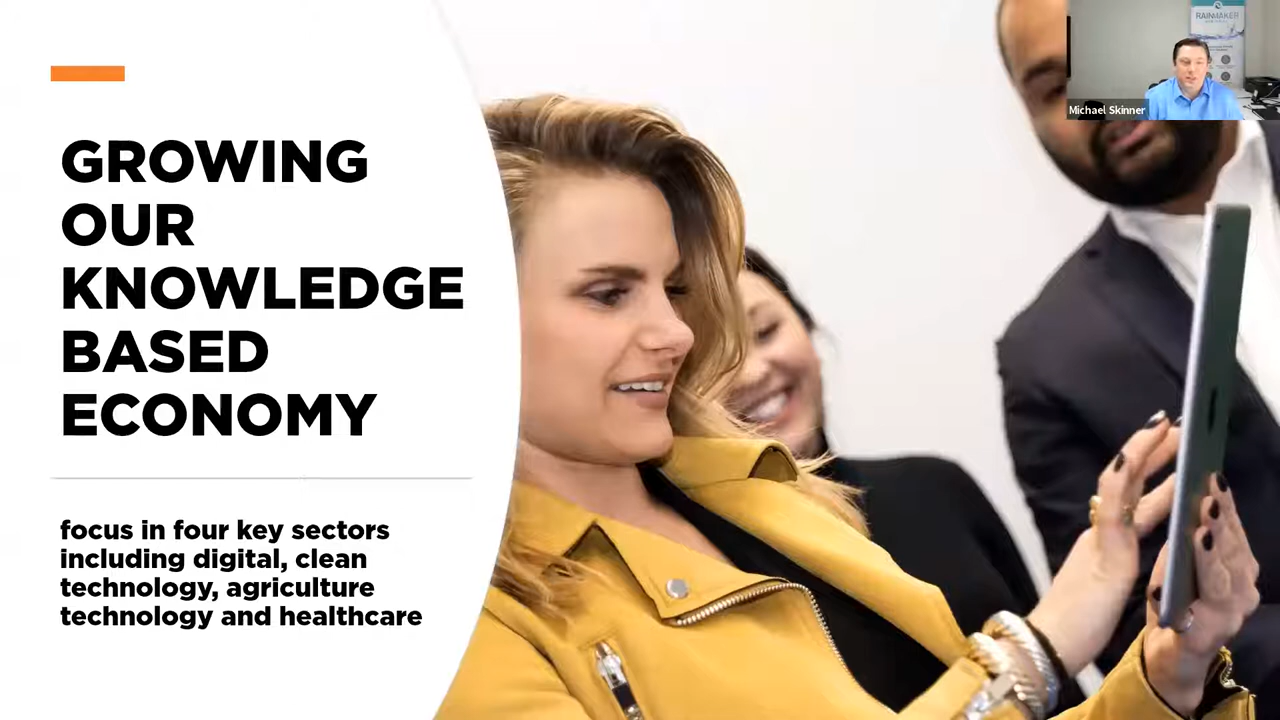 GROWING
OUR
KNOWLEDGE
BASED
ECONOMY
focus in four key sectors
including digital, clean
technology, agriculture
technology and healthcare
RAINMAKER
Michael Skinner